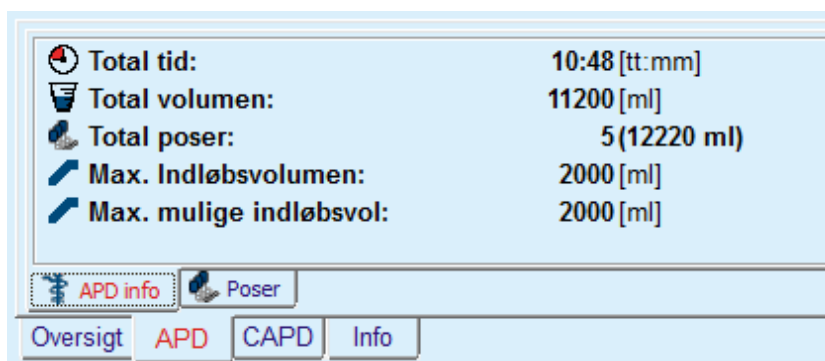 Total tid: 10:48 [tt:mm]
Total volumen: 11200 [ml]
Total poser: 5 (12220 ml)
Max. Indløbsvolumen: 2000 [ml]
Max. mulige indløbsvol: 2000 [ml]
APD info Poser
Oversigt APD CAPD Info